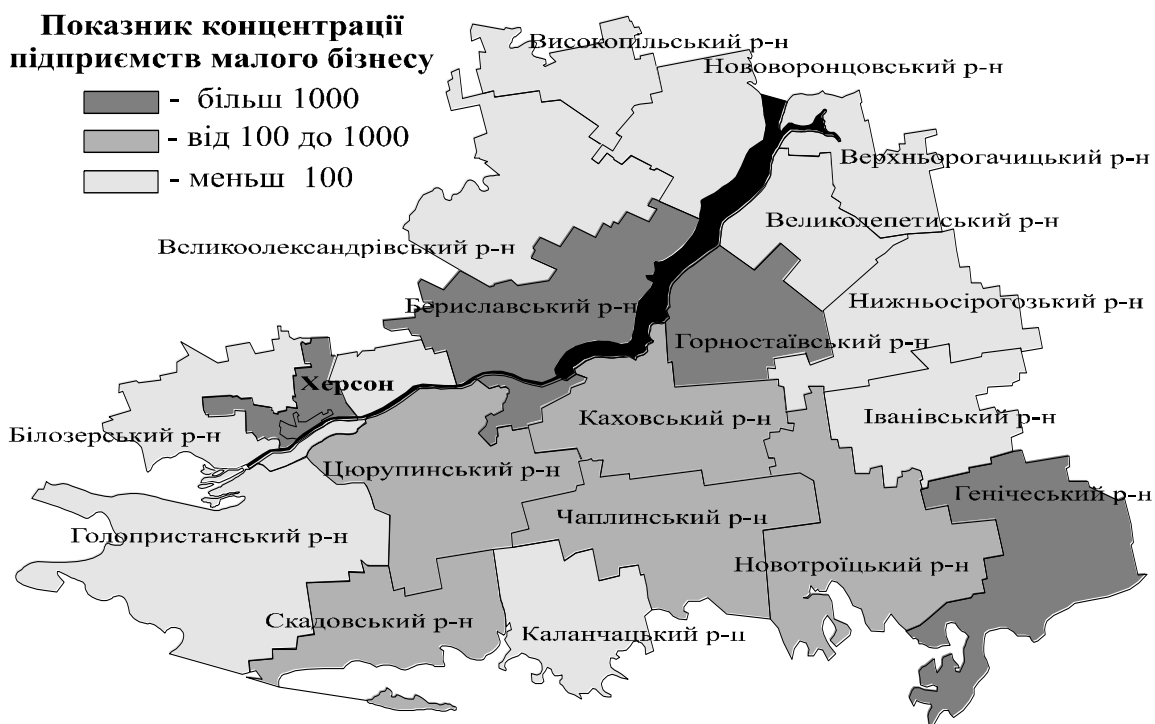 Показник концентрації
підприємств малого бізнесу
- більш 1000
- від 100 до 1000
- меньш 100
Високопільський р-н
Нововоронцовський р-н
Верхньорогачицький р-н
Великолепетиський р-н
Всликоолександрівський р-н
Бериславський р-н
Нижньосірогозький р-н
Горностаївський р-н
Херсон
Каховський р-н
Іванівський р-н
Білозерський р-н
Цюрупинський р-н
Генічеський р-н
Чаплинський р-н
Голопристанський р-н
Новотроїцький р-н
Скадовський р-н
Каланчацький р-ц